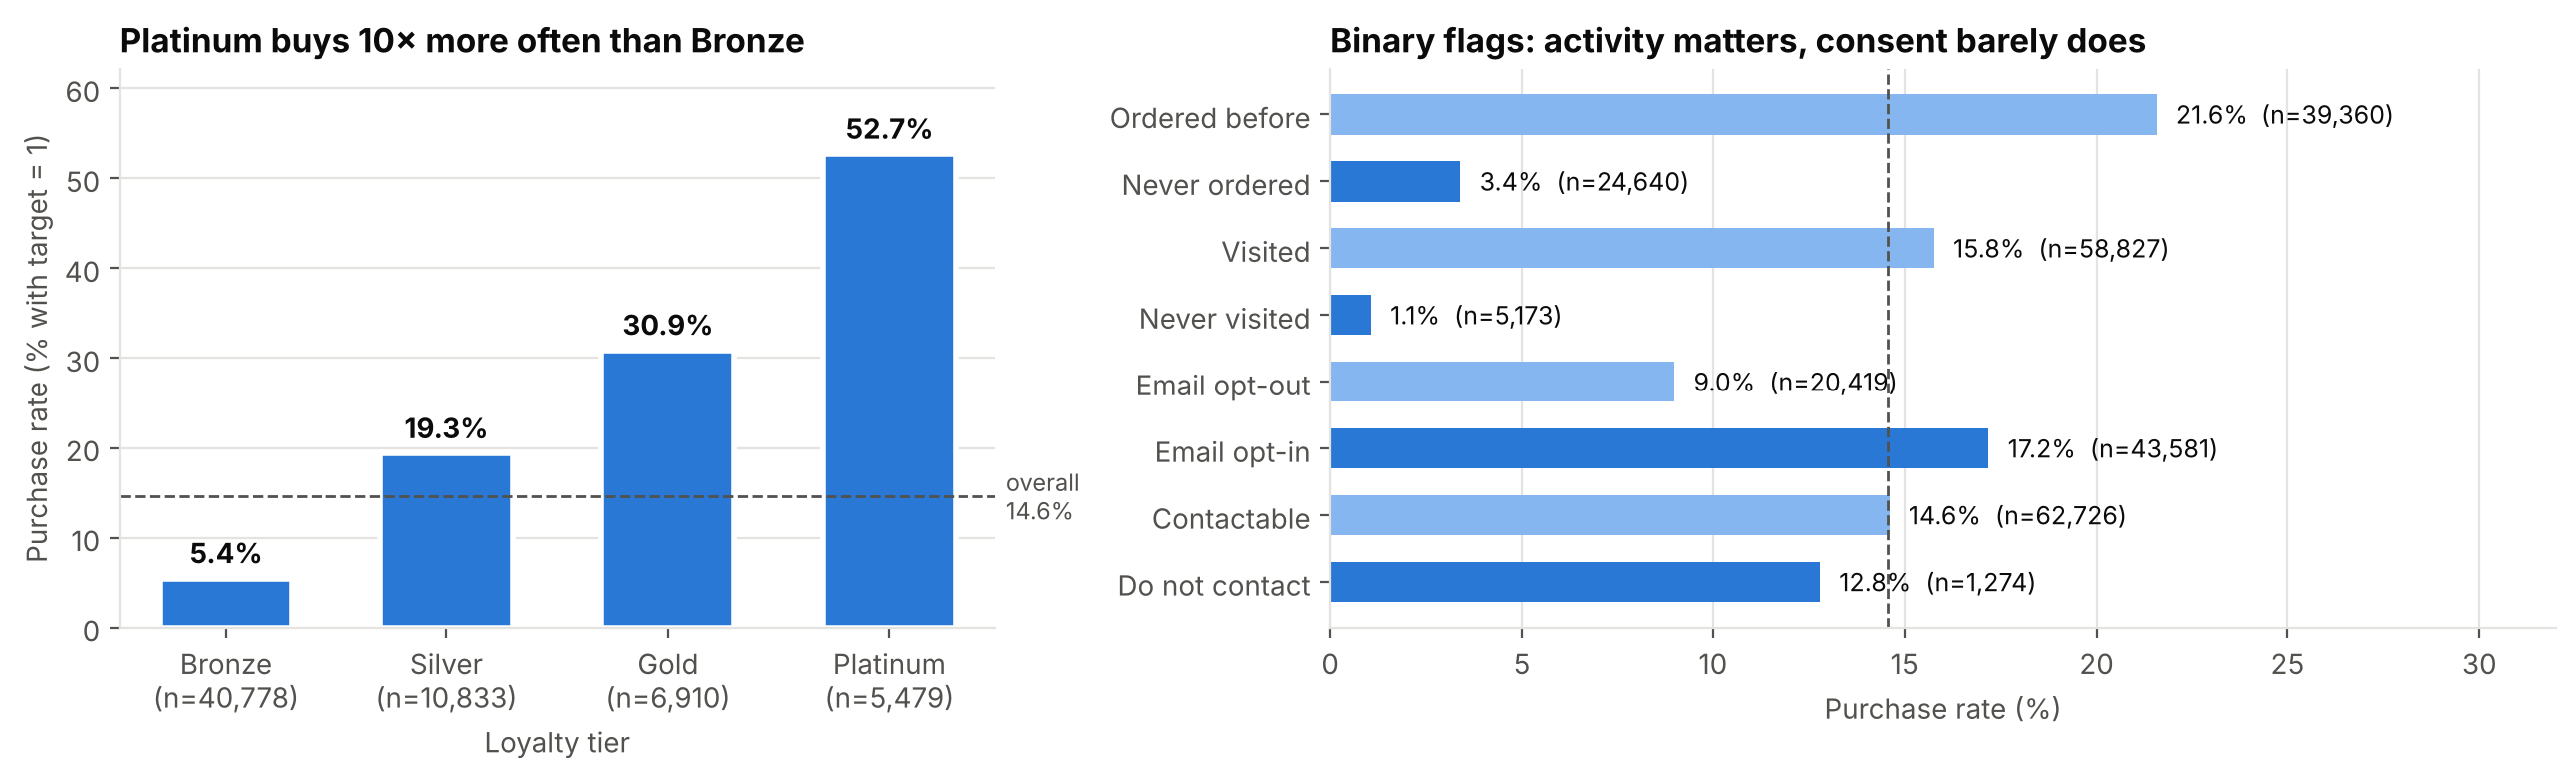 Platinum buys 10× more often than Bronze
Purchase rate (% with target = 1)
60
50
40
30
20
10
0
5.4%
19.3%
30.9%
52.7%
overall
14.6%
Bronze
(n=40,778)
Silver
(n=10,833)
Gold
(n=6,910)
Platinum
(n=5,479)
Loyalty tier
Binary flags: activity matters, consent barely does
Ordered before 21.6% (n=39,360)
Never ordered 3.4% (n=24,640)
Visited 15.8% (n=58,827)
Never visited 1.1% (n=5,173)
Email opt-out 9.0% (n=20,419)
Email opt-in 17.2% (n=43,581)
Contactable 14.6% (n=62,726)
Do not contact 12.8% (n=1,274)
0 5 10 15 20 25 30
Purchase rate (%)